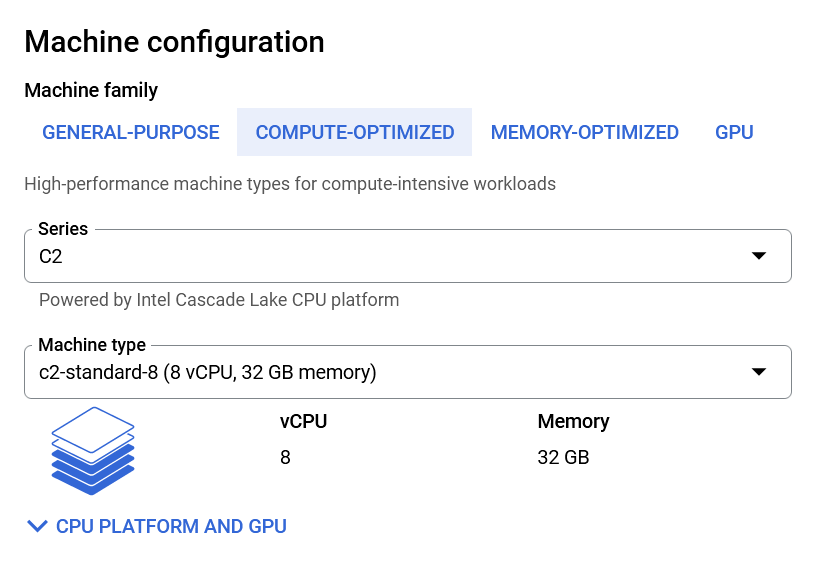 Machine configuration
Machine family
GENERAL-PURPOSE COMPUTE-OPTIMIZED MEMORY-OPTIMIZED GPU
High-performance machine types for compute-intensive workloads
Series
C2
Powered by Intel Cascade Lake CPU platform
Machine type
c2-standard-8 (8 vCPU, 32 GB memory)
vCPU Memory
8 32 GB
CPU PLATFORM AND GPU